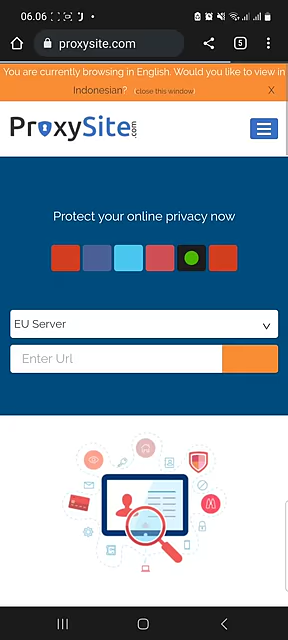 06.06
proxysite.com
5
You are currently browsing in English. Would you like to view in
Indonesian? (close this window) X
ProxySite.com
Protect your online privacy now
EU Server
Enter Url